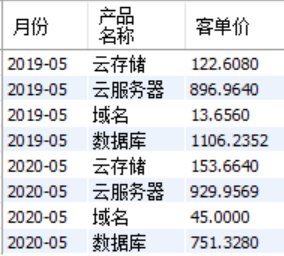 月份 产品名称 客单价
2019-05 云存储 122.6080
2019-05 云服务器 896.9640
2019-05 域名 13.6560
2019-05 数据库 1106.2352
2020-05 云存储 153.6640
2020-05 云服务器 929.9569
2020-05 域名 45.0000
2020-05 数据库 751.3280